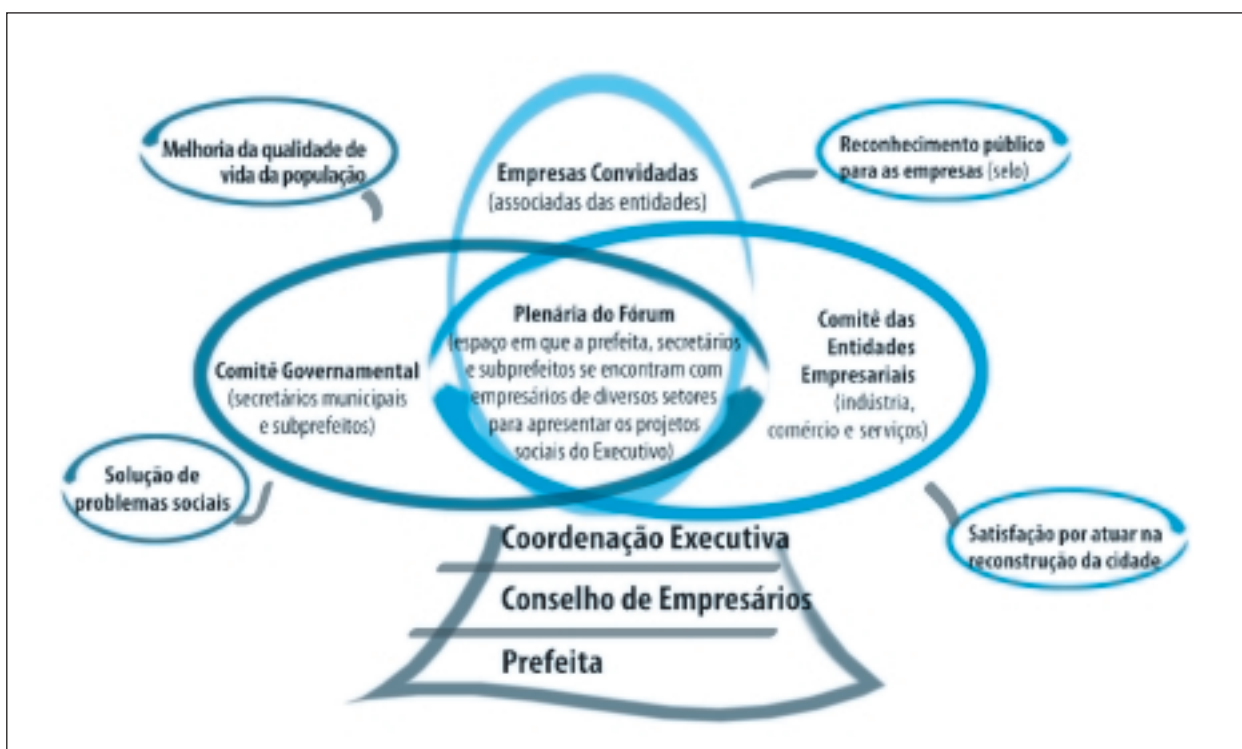 Melhoria da qualidade de
vida da população
Empresas Convidadas
(associadas das entidades)
Reconhecimento público
para as empresas (selo)
Comitê Governamental
(secretários municipais
e subprefeitos)
Plenária do Fórum
(espaço em que a prefeita, secretários
e subprefeitos se encontram com
empresários de diversos setores
para apresentar os projetos
sociais do Executivo)
Comitê das
Entidades
Empresariais
(indústria,
comércio e serviços)
Solução de
problemas sociais
Satisfação por atuar na
reconstrução da cidade
Coordenação Executiva
Conselho de Empresários
Prefeita